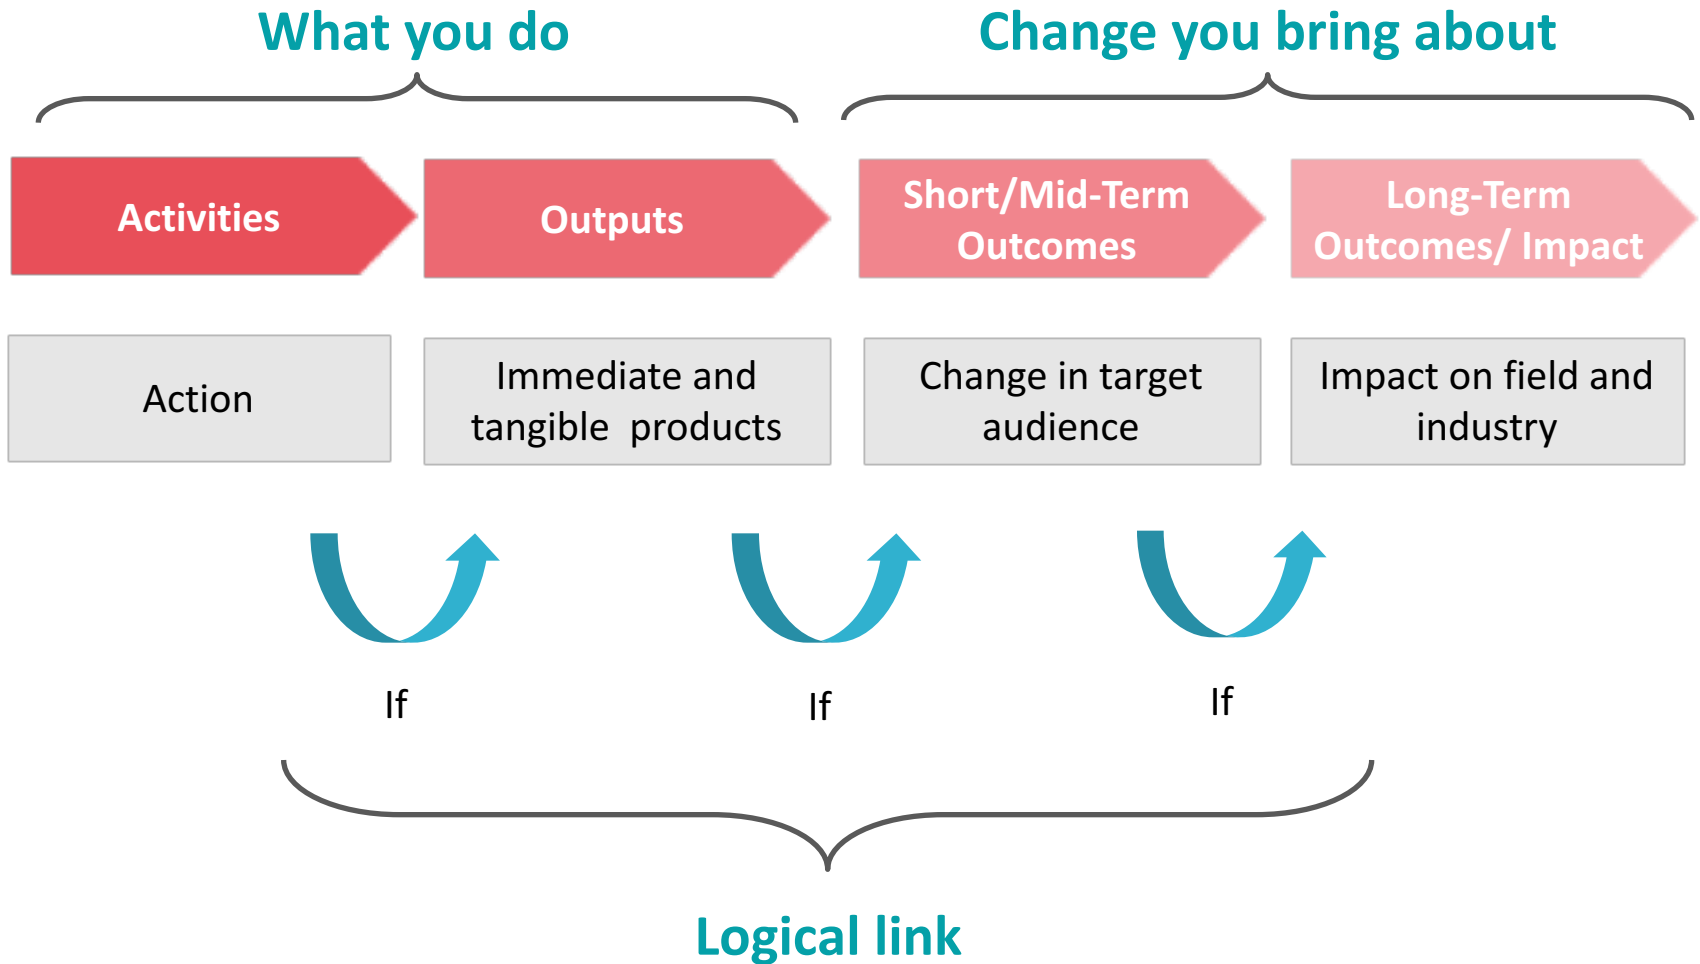 What you do
Change you bring about
Activities
Outputs
Short/Mid-Term
Outcomes
Long-Term
Outcomes/ Impact
Action
Immediate and
tangible  products
Change in target
audience
Impact on field and
industry
If
If
If
Logical link